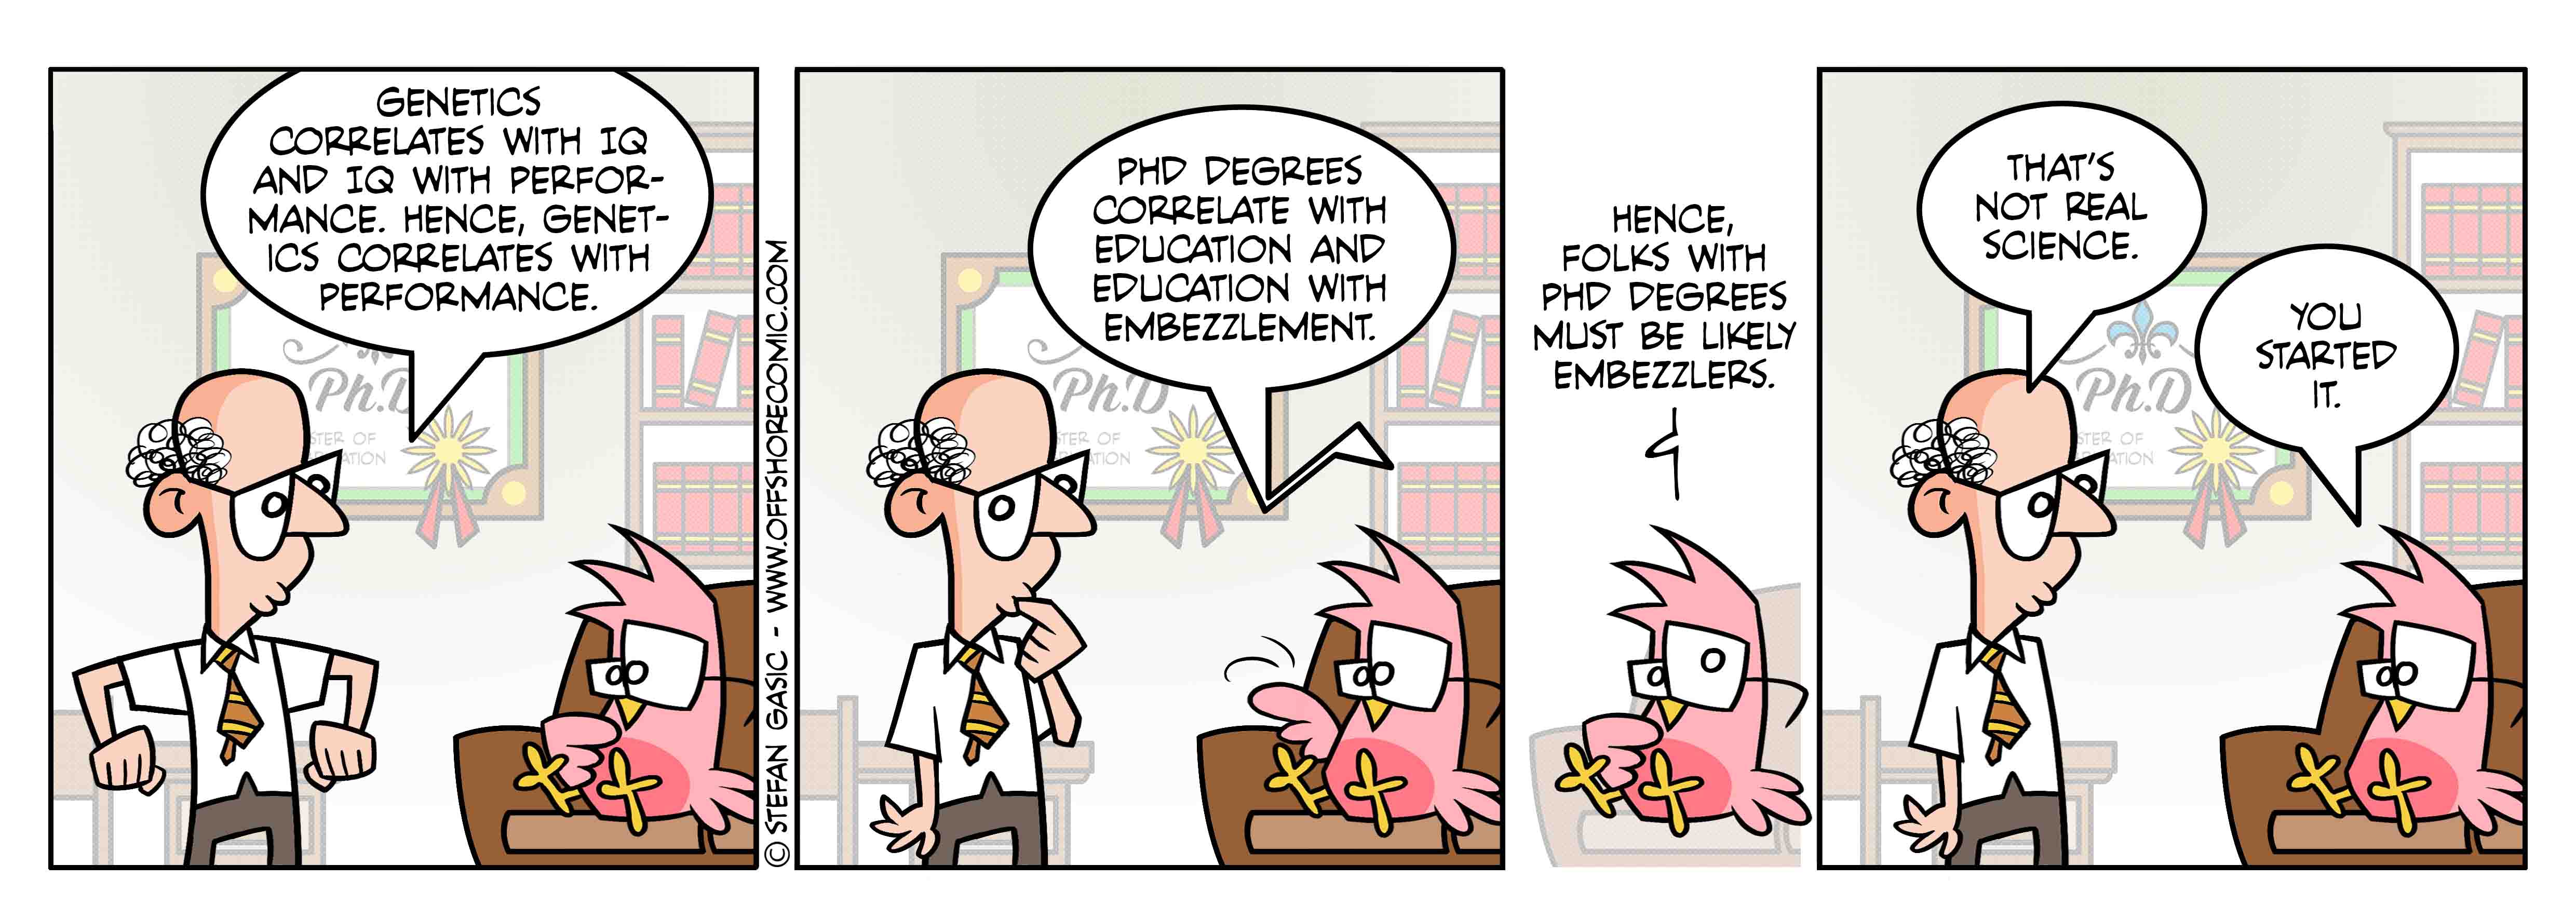 GENETICS
CORRELATES WITH IQ
AND IQ WITH PERFOR-
MANCE. HENCE, GENET-
ICS CORRELATES WITH
PERFORMANCE.
Ph.D
© STEFAN GASIC - WWW.OFFSHORECOMIC.COM
PHD DEGREES
CORRELATE WITH
EDUCATION AND
EDUCATION WITH
EMBEZZLEMENT.
Ph.D
HENCE,
FOLKS WITH
PHD DEGREES
MUST BE LIKELY
EMBEZZLERS.
THAT'S
NOT REAL
SCIENCE.
YOU
STARTED
IT.
Ph.D